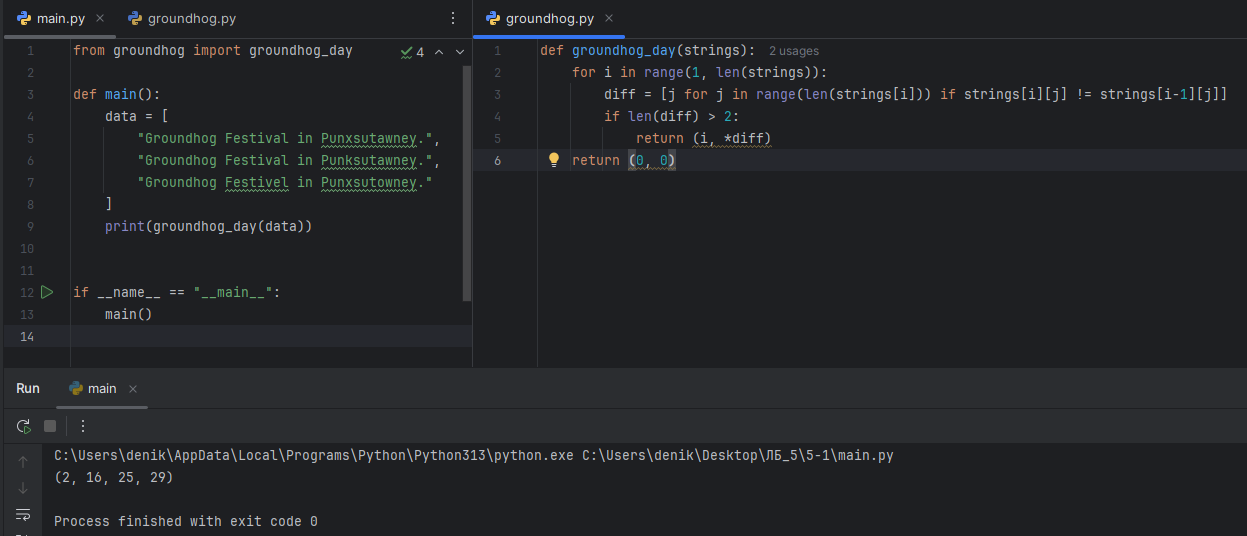 main.py
groundhog.py
groundhog.py
4
1 from groundhog import groundhog_day
2
3 def main():
4 data = [
5 "Groundhog Festival in Punxsutawney.",
6 "Groundhog Festival in Punksutawney.",
7 "Groundhog Festivel in Punxsutowney."
8 ]
9 print(groundhog_day(data))
10
11
12 if __name__ == "__main__":
13 main()
14
1 def groundhog_day(strings): 2 usages
2 for i in range(1, len(strings)):
3 diff = [j for j in range(len(strings[i])) if strings[i][j] != strings[i-1][j]]
4 if len(diff) > 2:
5 return (i, *diff)
6 return (0, 0)
Run main
C:\Users\denik\AppData\Local\Programs\Python\Python313\python.exe C:\Users\denik\Desktop\ЛБ_5\5-1\main.py
(2, 16, 25, 29)
Process finished with exit code 0